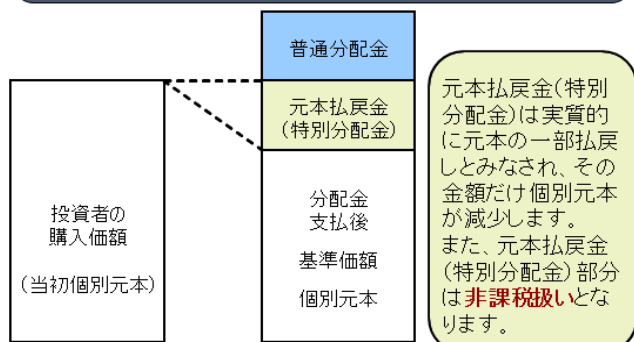 普通分配金
元本払戻金
(特別分配金)
投資者の
購入価額
(当初個別元本)
分配金
支払後
基準価額
個別元本
元本払戻金(特別
分配金)は実質的
に元本の一部払戻
しとみなされ、その
金額だけ個別元本
が減少します。
また、元本払戻金
(特別分配金)部分
は非課税扱いとな
ります。